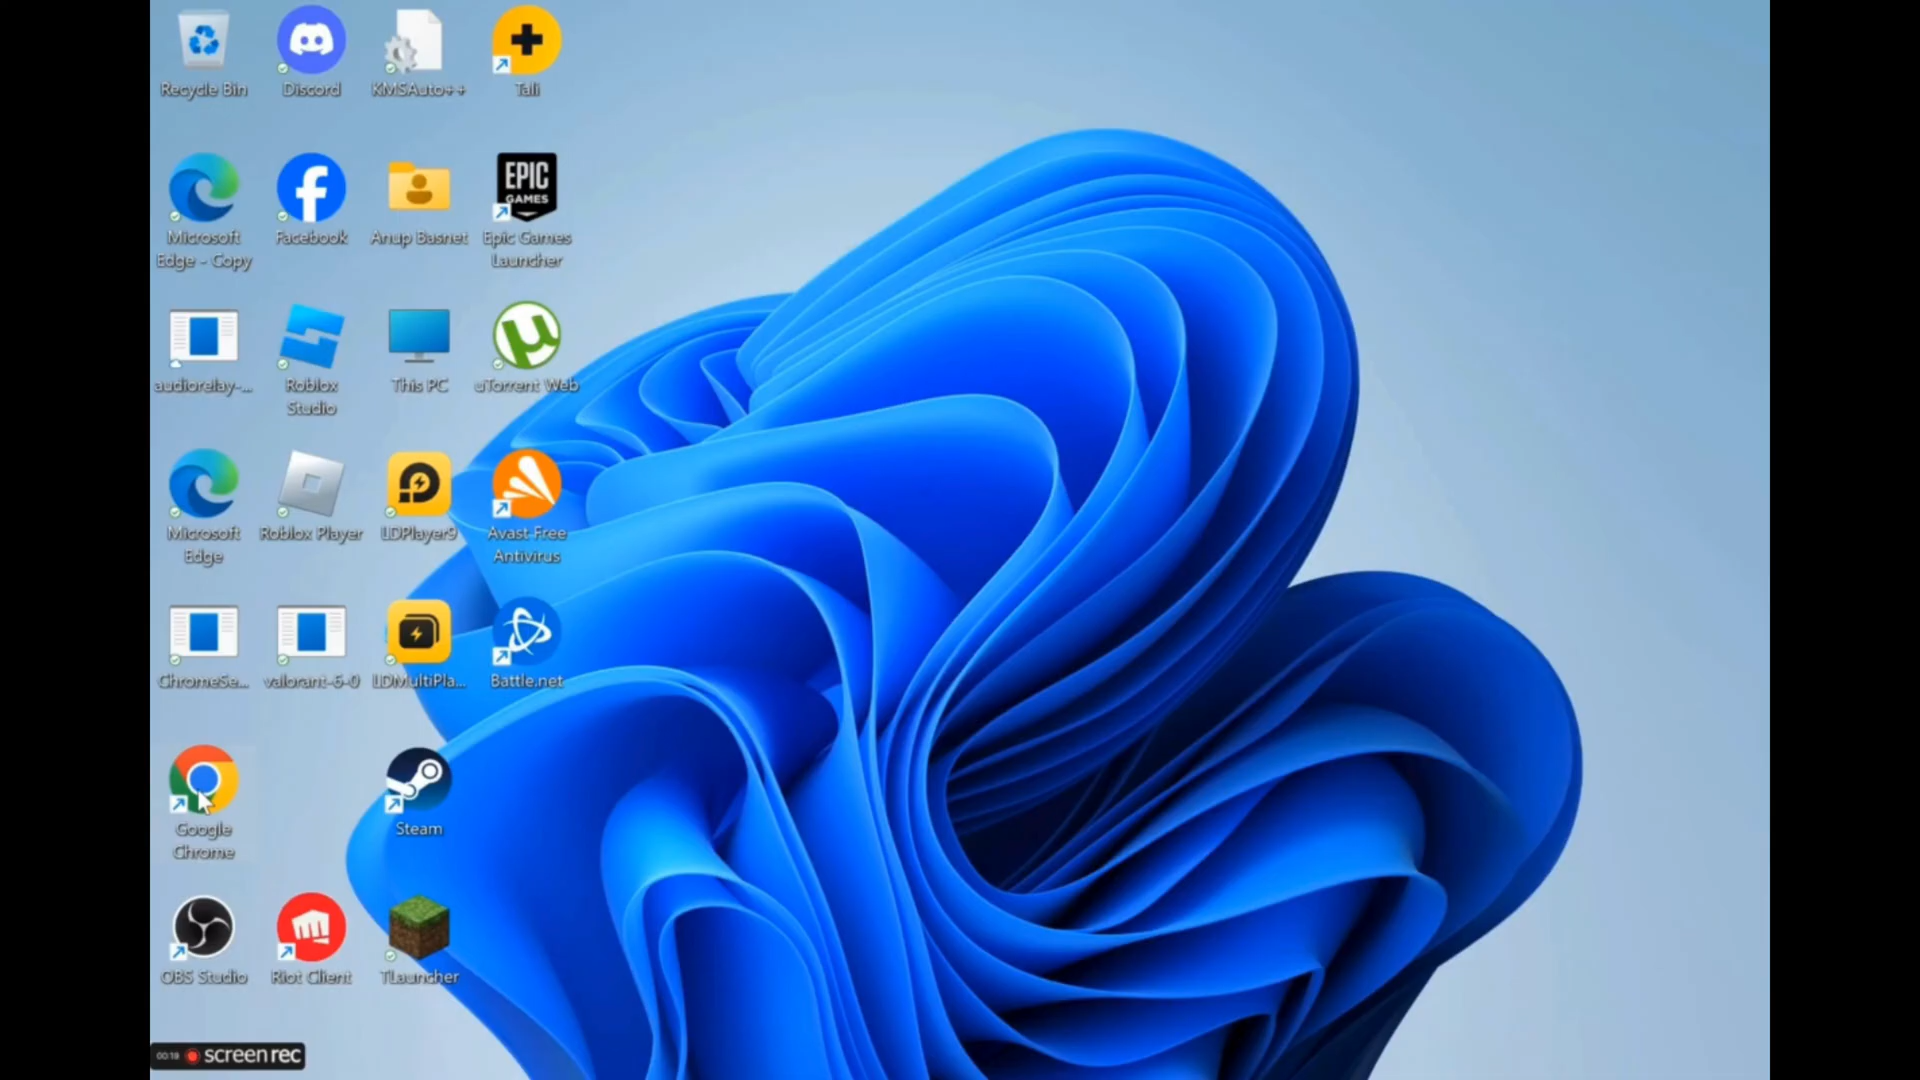 Recycle Bin
Discord
KMSAuto++
Tali
Microsoft
Edge - Copy
Facebook
Anup Basnet
EPIC
GAMES
Epic Games
Launcher
audiorelay-...
Roblox
Studio
This PC
uTorrent Web
Microsoft
Edge
Roblox Player
LDPlayer9
Avast Free
Antivirus
ChromeSe...
valorant-6-0
LDMultiPla...
Battle.net
Google
Chrome
Steam
OBS Studio
Riot Client
TLauncher
00:19 screenrec